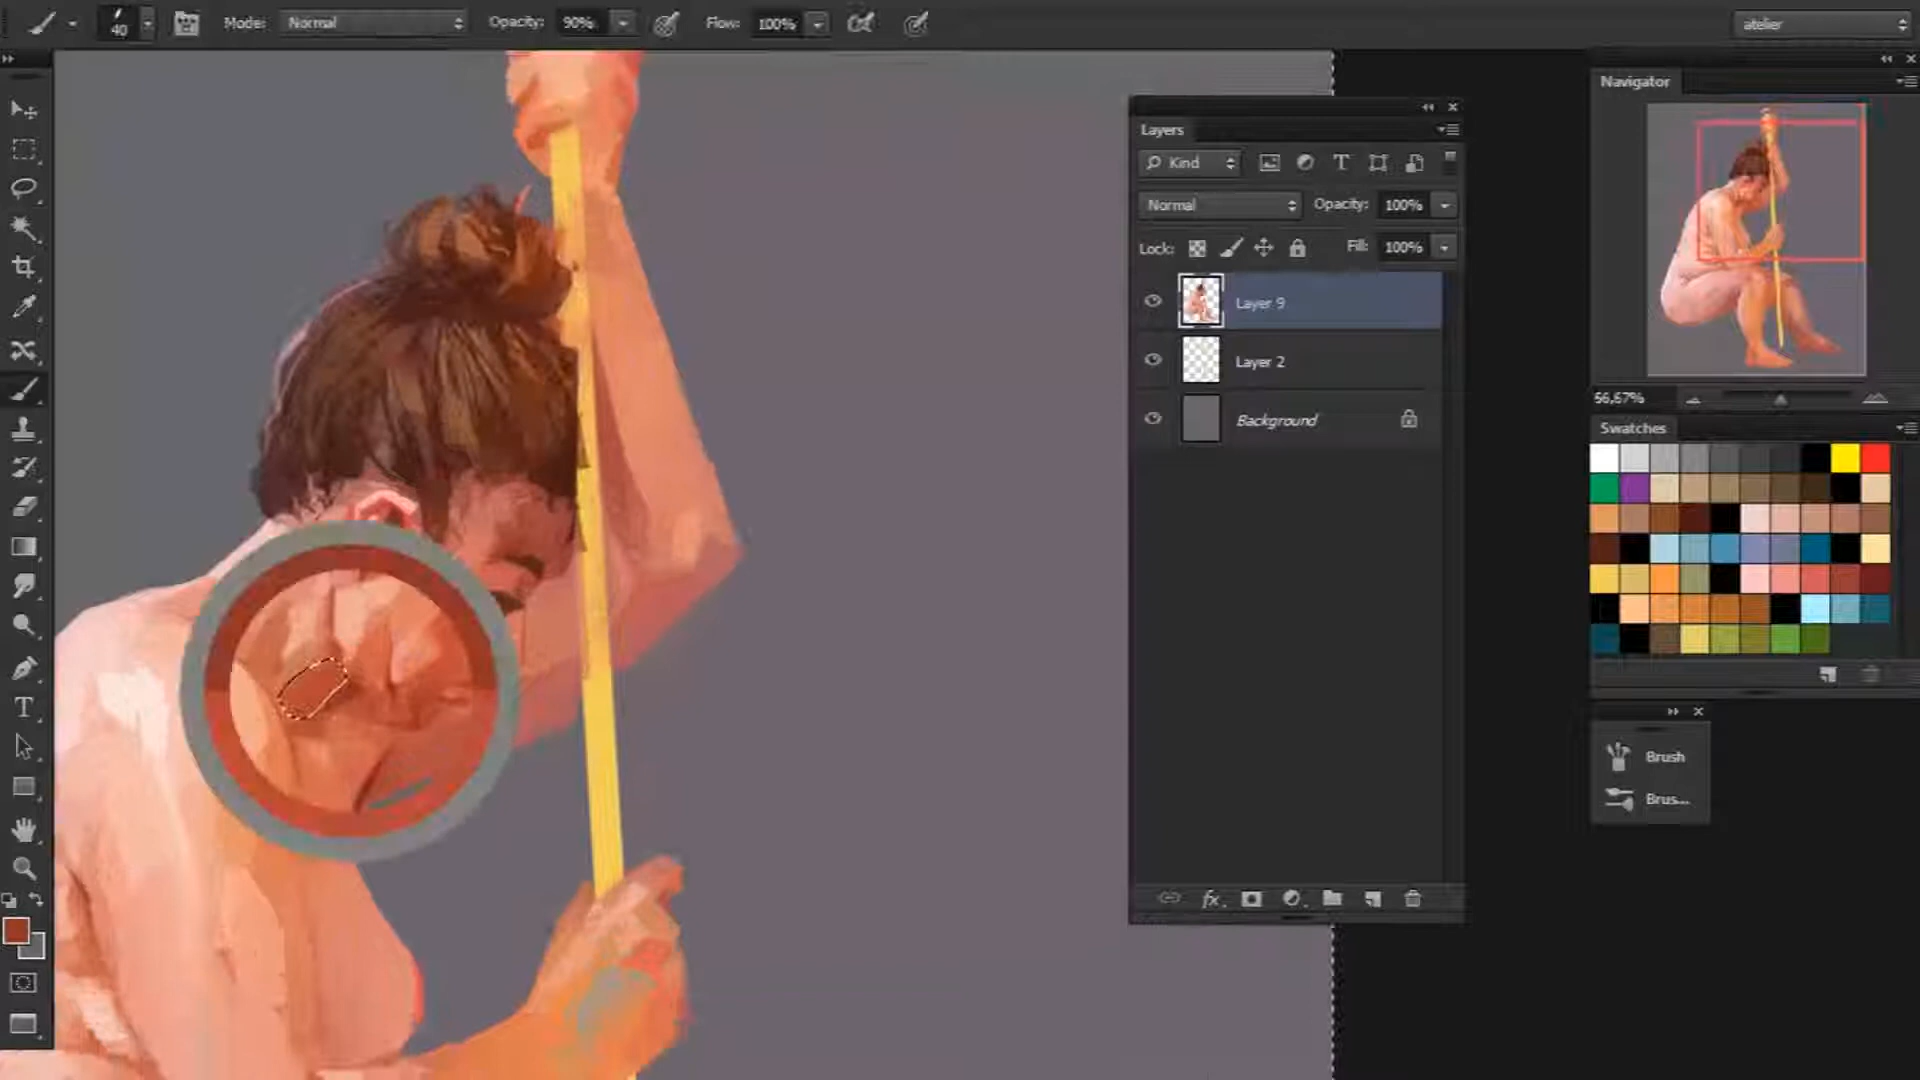 40 Mode: Normal Opacity: 90% Flow: 100% atelier
Navigator
56,67%
Swatches
Brush
Brus...
Layers
Kind
Normal Opacity: 100%
Lock: Fill: 100%
Layer 9
Layer 2
Background
fx